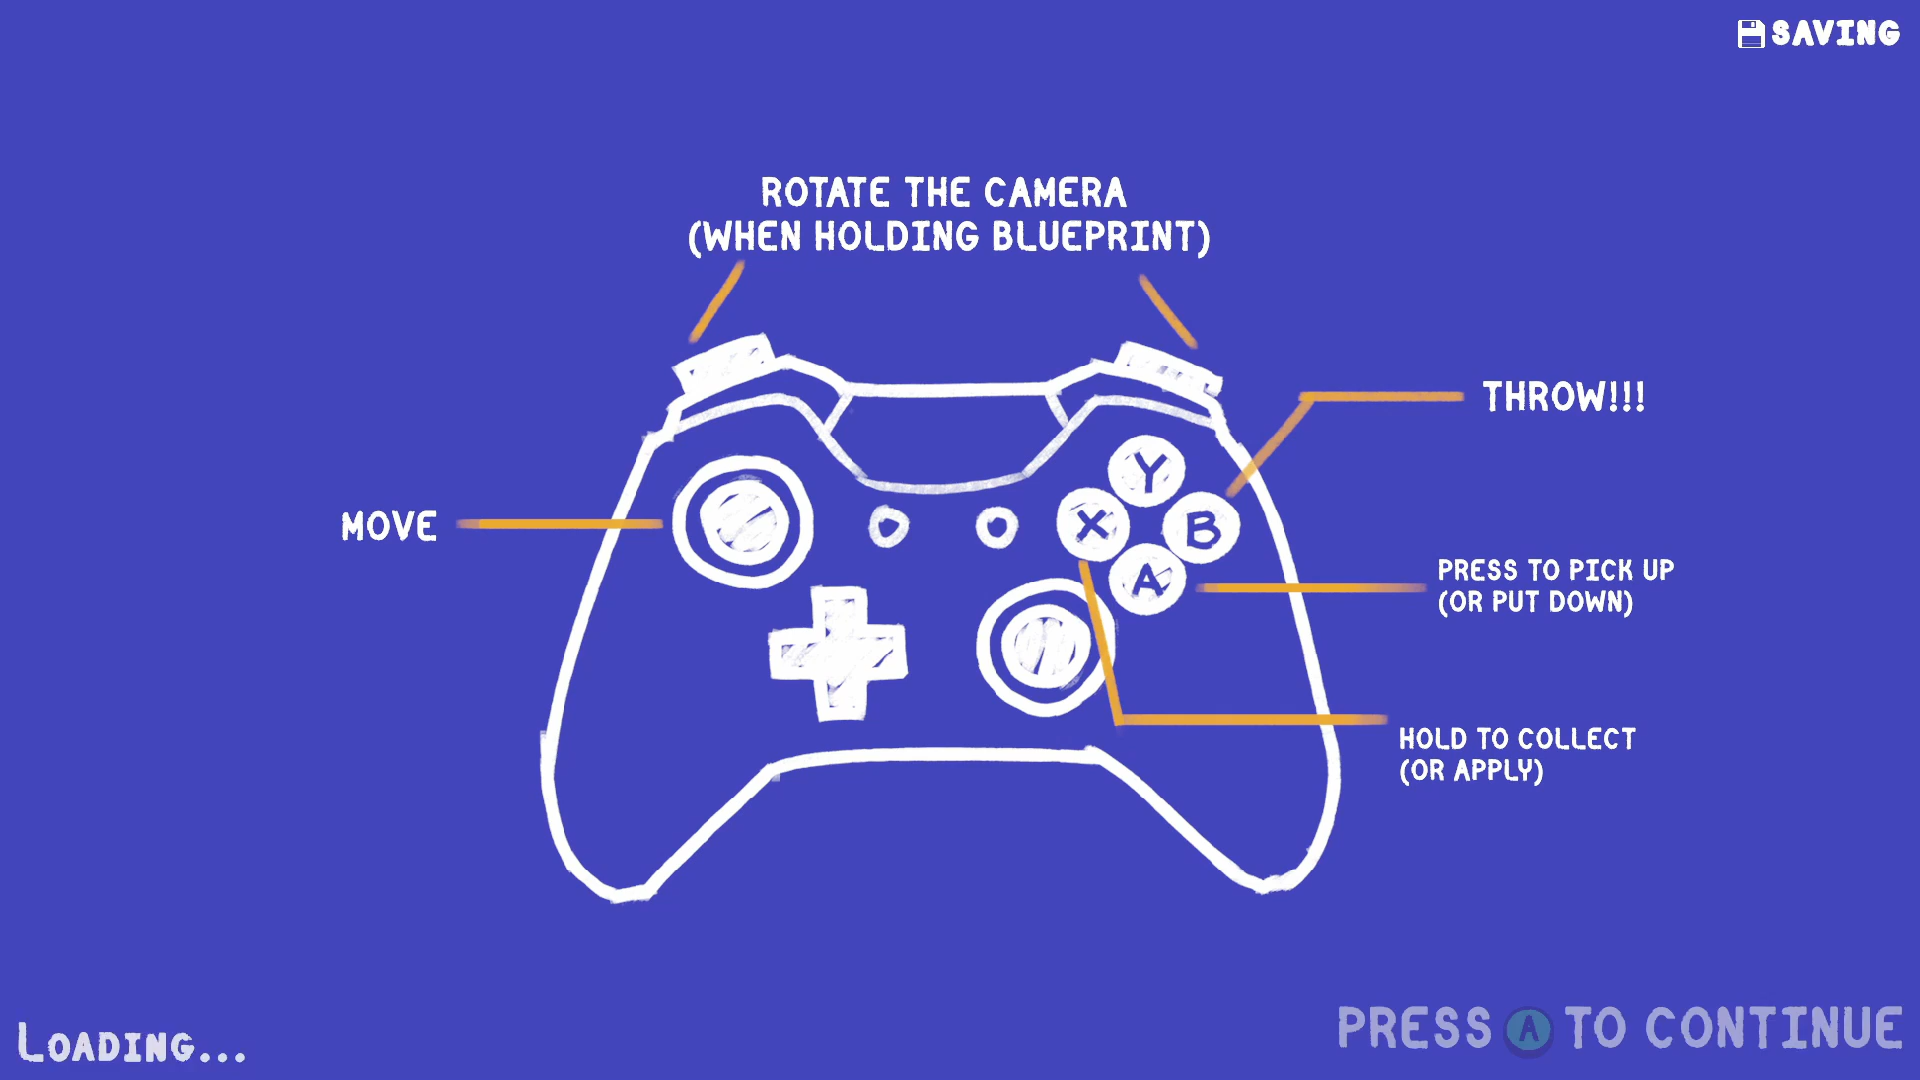 SAVING
ROTATE THE CAMERA
(WHEN HOLDING BLUEPRINT)
THROW!!!
Y
X
B
A
MOVE
PRESS TO PICK UP
(OR PUT DOWN)
HOLD TO COLLECT
(OR APPLY)
LOADING...
PRESS A TO CONTINUE